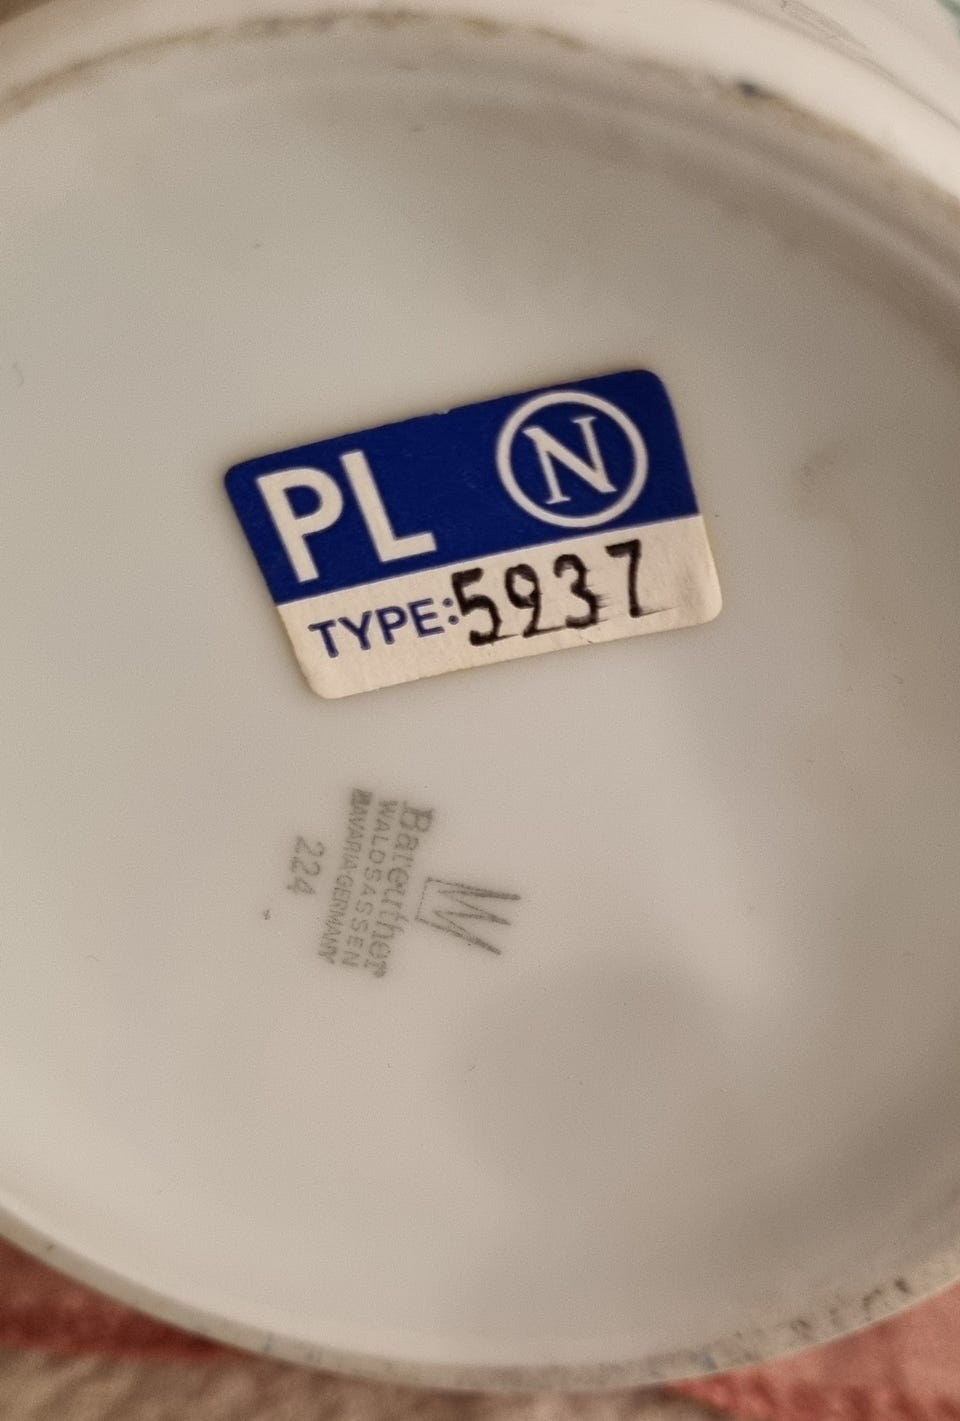 PL N
TYPE: 5937
Bareuther
WALDSASSEN
BAVARIA GERMANY
224